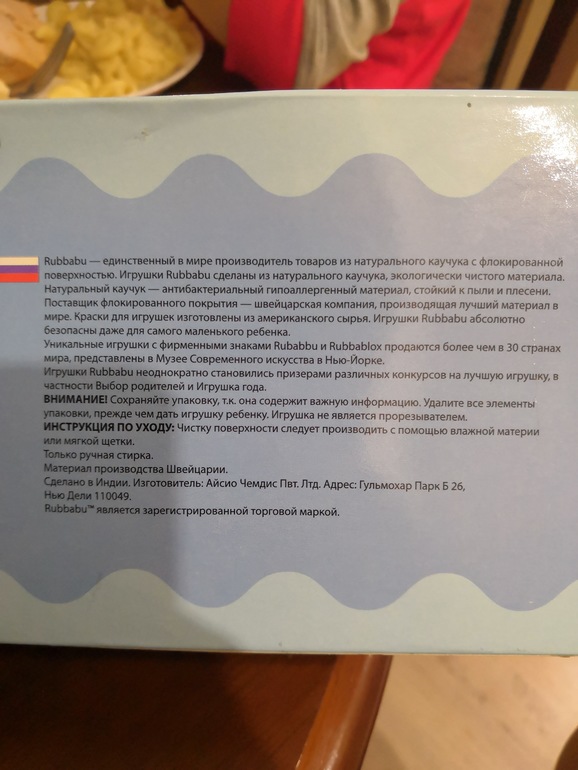 Rubbabu — единственный в мире производитель товаров из натурального каучука с флокированной
поверхностью. Игрушки Rubbabu сделаны из натурального каучука, экологически чистого материала.
Натуральный каучук — антибактериальный гипоаллергенный материал, стойкий к пыли и плесени.
Поставщик флокированного покрытия — швейцарская компания, производящая лучший материал в
мире. Краски для игрушек изготовлены из американского сырья. Игрушки Rubbabu абсолютно
безопасны даже для самого маленького ребенка.
Уникальные игрушки с фирменными знаками Rubabbu и Rubbablox продаются более чем в 30 странах
мира, представлены в Музее Современного искусства в Нью-Йорке.
Игрушки Rubbabu неоднократно становились призерами различных конкурсов на лучшую игрушку, в
частности Выбор родителей и Игрушка года.
ВНИМАНИЕ! Сохраняйте упаковку, т.к. она содержит важную информацию. Удалите все элементы
упаковки, прежде чем дать игрушку ребенку. Игрушка не является прорезывателем.
ИНСТРУКЦИЯ ПО УХОДУ: Чистку поверхности следует производить с помощью влажной материи
или мягкой щетки.
Только ручная стирка.
Материал производства Швейцарии.
Сделано в Индии. Изготовитель: Айсио Чемдис Пвт. Лтд. Адрес: Гульмохар Парк Б 26,
Нью Дели 110049.
Rubbabu™ является зарегистрированной торговой маркой.